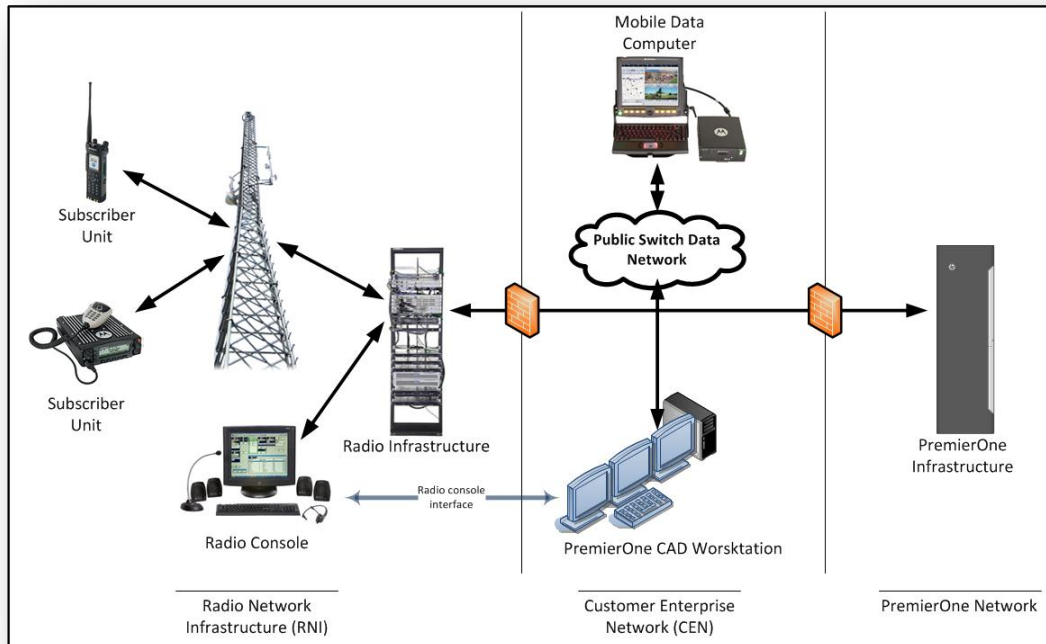 Mobile Data
Computer
Subscriber
Unit
Public Switch Data
Network
Subscriber
Unit
Radio Infrastructure
PremierOne
Infrastructure
Radio console
interface
Radio Console
PremierOne CAD Worsktation
Radio Network
Infrastructure (RNI)
Customer Enterprise
Network (CEN)
PremierOne Network